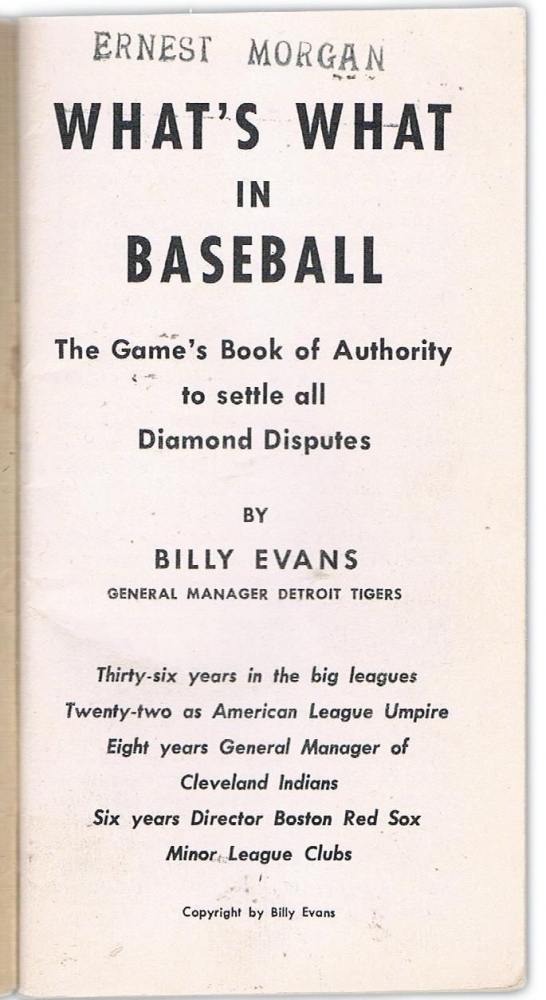 ERNEST MORGAN
WHAT'S WHAT
IN
BASEBALL
The Game's Book of Authority
to settle all
Diamond Disputes
BY
BILLY EVANS
GENERAL MANAGER DETROIT TIGERS
Thirty-six years in the big leagues
Twenty-two as American League Umpire
Eight years General Manager of
Cleveland Indians
Six years Director Boston Red Sox
Minor League Clubs
Copyright by Billy Evans